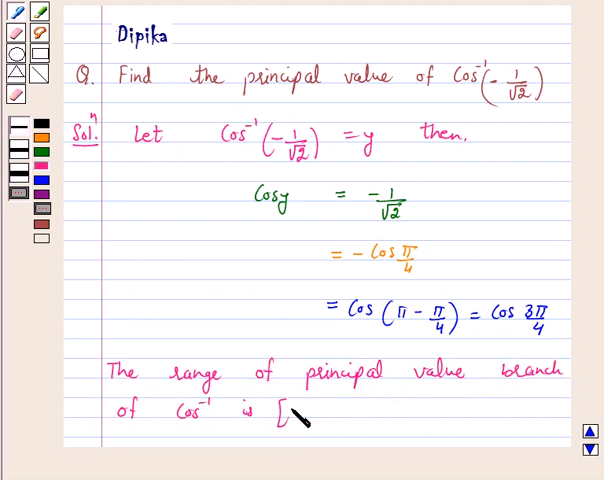 Dipika
Q. Find the principal value of Cos⁻¹(-1/√2)
Solⁿ. Let Cos⁻¹(-1/√2) = y then,
Cosy = -1/√2
= - Cos π/4
= Cos (π - π/4) = Cos 3π/4
The range of principal value branch
of Cos⁻¹ is [